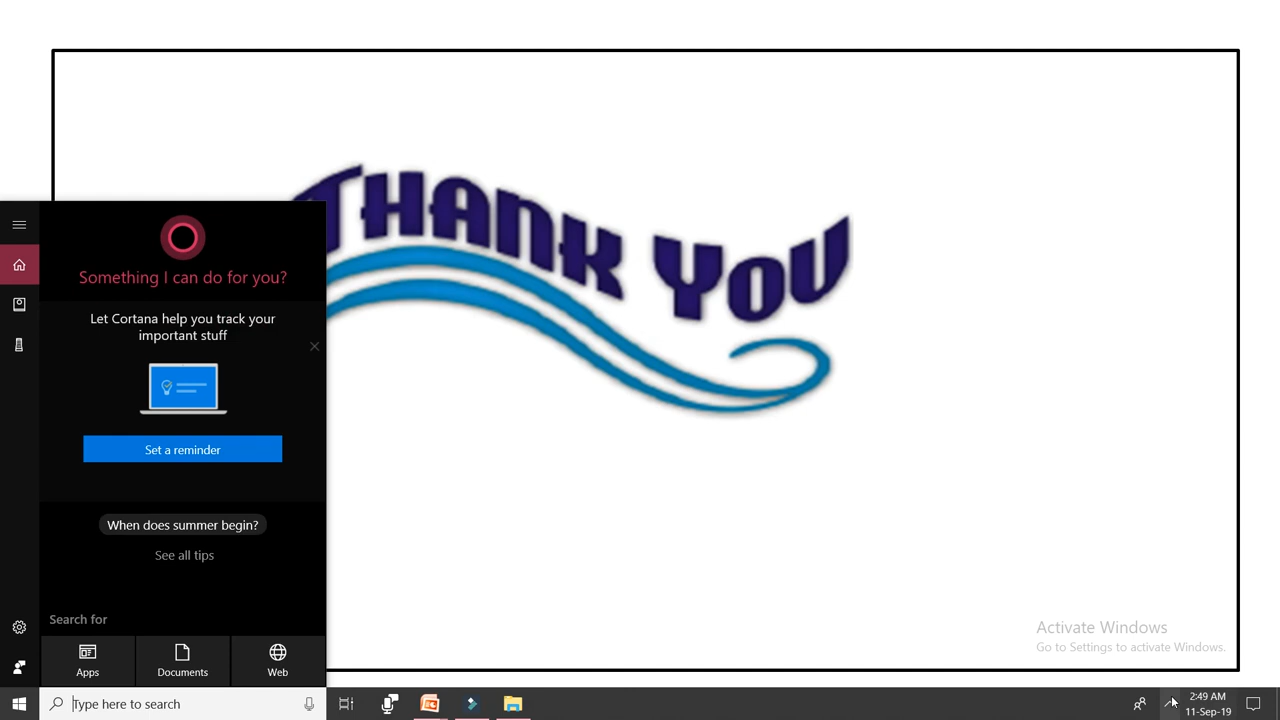 THANK YOU
Something I can do for you?
Let Cortana help you track your
important stuff
Set a reminder
When does summer begin?
See all tips
Search for
Apps
Documents
Web
Type here to search
Activate Windows
Go to Settings to activate Windows.
2:49 AM
11-Sep-19